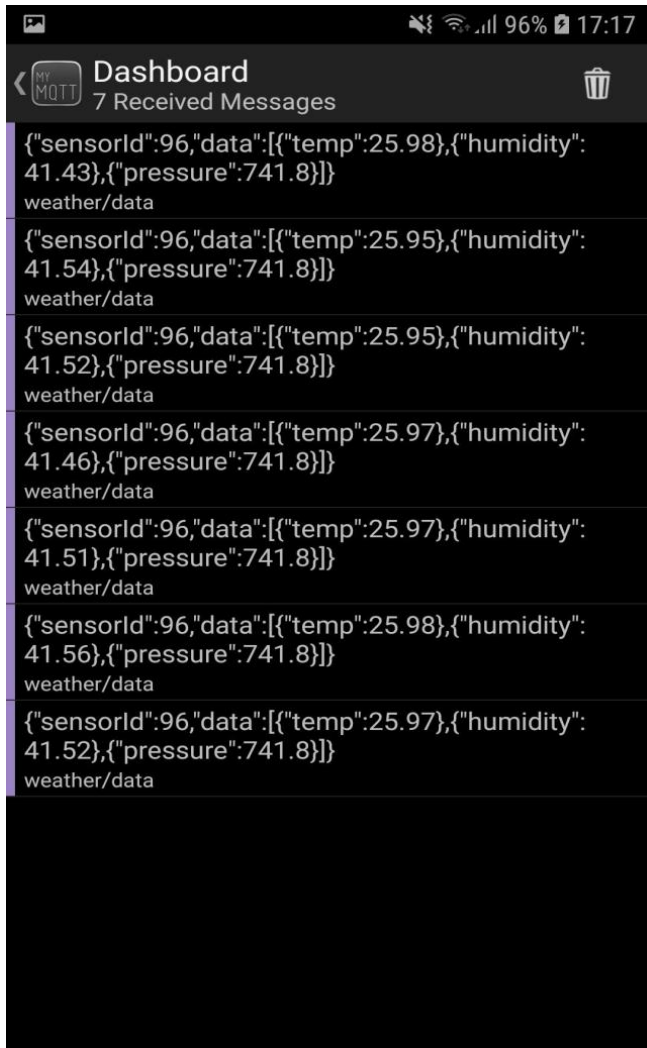 96% 17:17
MY
MQTT
Dashboard
7 Received Messages
{"sensorId":96,"data":[{"temp":25.98},{"humidity":
41.43},{"pressure":741.8}]}
weather/data
{"sensorId":96,"data":[{"temp":25.95},{"humidity":
41.54},{"pressure":741.8}]}
weather/data
{"sensorId":96,"data":[{"temp":25.95},{"humidity":
41.52},{"pressure":741.8}]}
weather/data
{"sensorId":96,"data":[{"temp":25.97},{"humidity":
41.46},{"pressure":741.8}]}
weather/data
{"sensorId":96,"data":[{"temp":25.97},{"humidity":
41.51},{"pressure":741.8}]}
weather/data
{"sensorId":96,"data":[{"temp":25.98},{"humidity":
41.56},{"pressure":741.8}]}
weather/data
{"sensorId":96,"data":[{"temp":25.97},{"humidity":
41.52},{"pressure":741.8}]}
weather/data